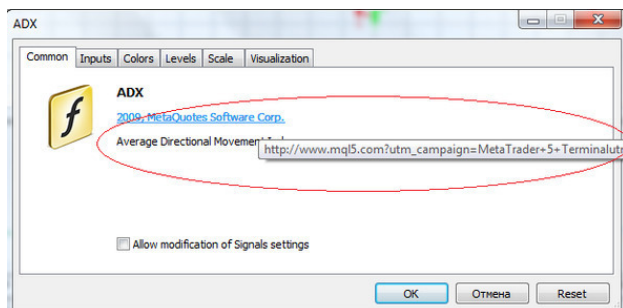 ADX
Common Inputs Colors Levels Scale Visualization
ADX
2009, MetaQuotes Software Corp.
Average Directional Movement
http://www.mql5.com?utm_campaign=MetaTrader+5+Terminalutr
Allow modification of Signals settings
OK Отмена Reset